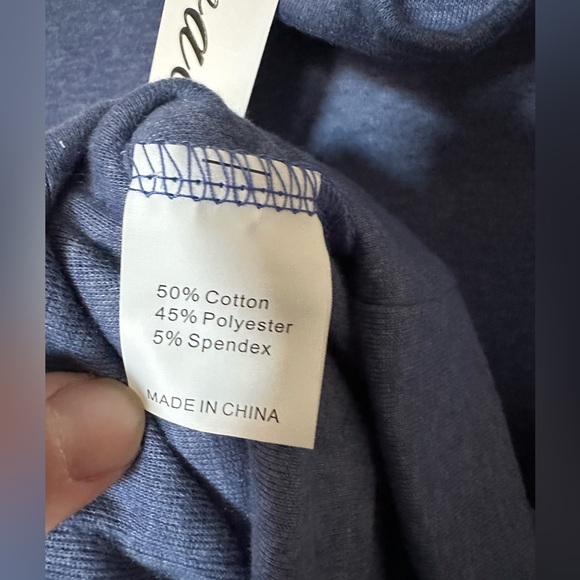 50% Cotton
45% Polyester
5% Spendex
MADE IN CHINA